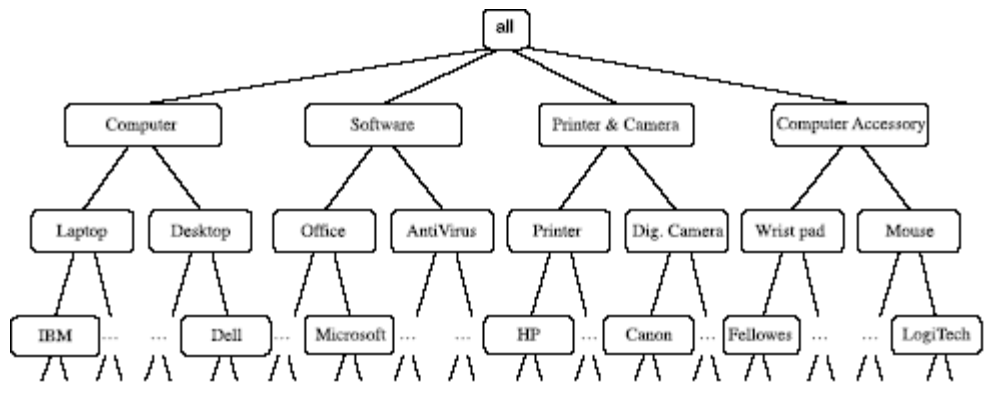 all
Computer
Software
Printer & Camera
Computer Accessory
Laptop
Desktop
Office
AntiVirus
Printer
Dig. Camera
Wrist pad
Mouse
IBM
...
...
Dell
...
Microsoft
...
...
HP
...
Canon
...
Fellowes
...
...
LogiTech